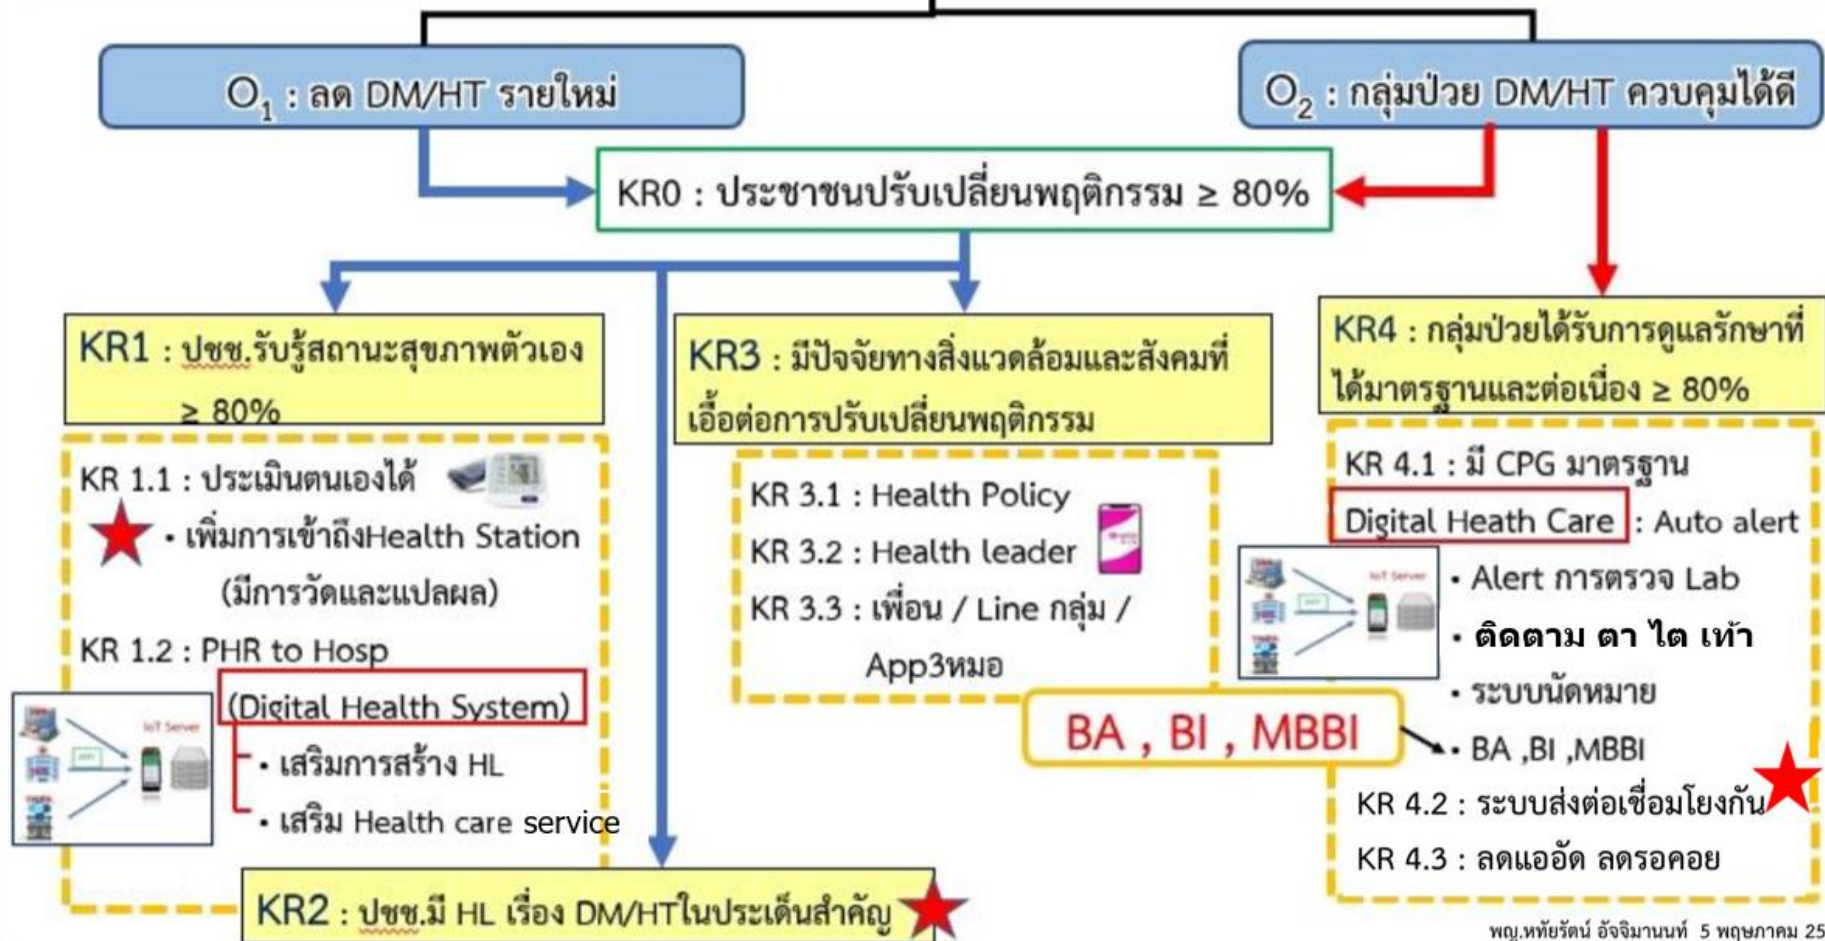 O1 : ลด DM/HT รายใหม่
O2 : กลุ่มป่วย DM/HT ควบคุมได้ดี
KR0 : ประชาชนปรับเปลี่ยนพฤติกรรม ≥ 80%
KR1 : ปชช.รับรู้สถานะสุขภาพตัวเอง
≥ 80%
KR 1.1 : ประเมินตนเองได้
• เพิ่มการเข้าถึงHealth Station
(มีการวัดและแปลผล)
KR 1.2 : PHR to Hosp
(Digital Health System)
IoT Server
• เสริมการสร้าง HL
• เสริม Health care service
KR2 : ปชช.มี HL เรื่อง DM/HTในประเด็นสำคัญ
KR3 : มีปัจจัยทางสิ่งแวดล้อมและสังคมที่
เอื้อต่อการปรับเปลี่ยนพฤติกรรม
KR 3.1 : Health Policy
KR 3.2 : Health leader
KR 3.3 : เพื่อน / Line กลุ่ม /
App3หมอ
BA , BI , MBBI
KR4 : กลุ่มป่วยได้รับการดูแลรักษาที่
ได้มาตรฐานและต่อเนื่อง ≥ 80%
KR 4.1 : มี CPG มาตรฐาน
Digital Heath Care : Auto alert
IoT Server
• Alert การตรวจ Lab
• ติดตาม ตา ไต เท้า
• ระบบนัดหมาย
• BA ,BI ,MBBI
KR 4.2 : ระบบส่งต่อเชื่อมโยงกัน
KR 4.3 : ลดแออัด ลดรอคอย
พญ.หทัยรัตน์ อัจจิมานนท์ 5 พฤษภาคม 25